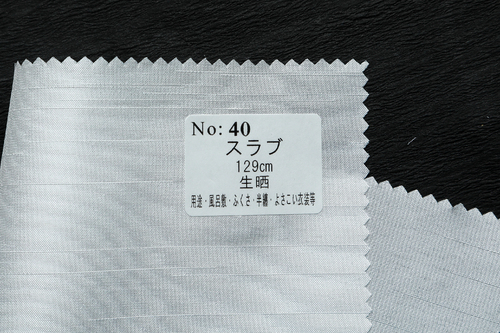 No: 40
スラブ
129cm
生晒
用途・風呂敷・ふくさ・半纏・よさこい衣装等